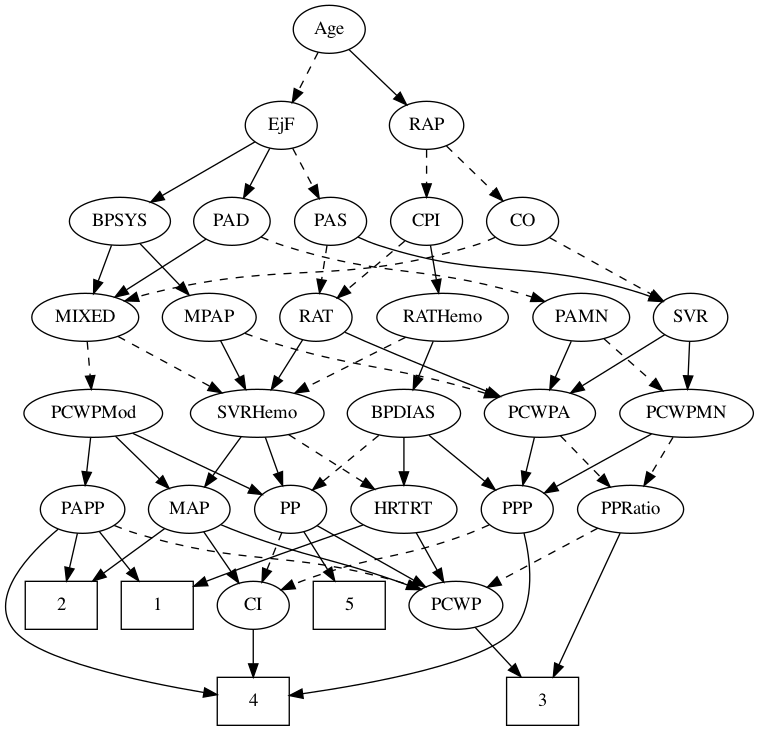 Age
EjF
RAP
BPSYS
PAD
PAS
CPI
CO
MIXED
MPAP
RAT
RATHemo
PAMN
SVR
PCWPMod
SVRHemo
BPDIAS
PCWPA
PCWPMN
PAPP
MAP
PP
HRTRT
PPP
PPRatio
2
1
CI
5
PCWP
4
3